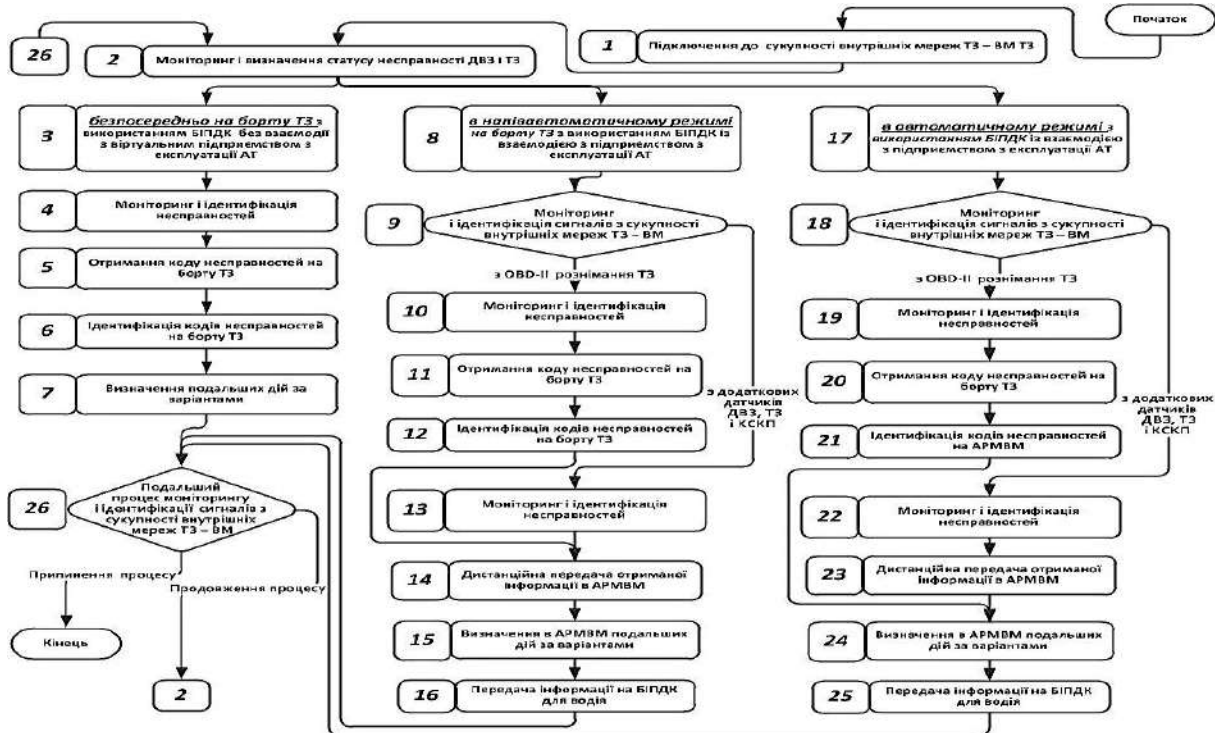 Початок
26
2
Моніторинг і визначення статусу несправності ДВЗ і ТЗ
1
Підключення до сукупності внутрішніх мереж ТЗ – ВМ ТЗ
3
безпосередньо на борту ТЗ з
використанням БІПДК без взаємодії
з віртуальним підприємством з
експлуатації АТ
4
Моніторинг і ідентифікація
несправностей
5
Отримання коду несправностей на
борту ТЗ
6
Ідентифікація кодів несправностей
на борту ТЗ
7
Визначення подальших дій за
варіантами
26
Подальший
процес моніторингу
і ідентифікації сигналів з
сукупності внутрішніх
мереж ТЗ – ВМ
Припинення процесу
Продовження процесу
Кінець
2
8
в напівавтоматичному режимі
на борту ТЗ з використанням БІПДК із
взаємодією з підприємством з
експлуатації АТ
9
Моніторинг
і ідентифікація сигналів з сукупності
внутрішніх мереж ТЗ – ВМ
з OBD-II рознімання ТЗ
10
Моніторинг і ідентифікація
несправностей
11
Отримання коду несправностей на
борту ТЗ
12
Ідентифікація кодів несправностей
на борту ТЗ
з додаткових
датчиків
ДВЗ, ТЗ
і КСКП
13
Моніторинг і ідентифікація
несправностей
14
Дистанційна передача отриманої
інформації в АРМВМ
15
Визначення в АРМВМ подальших
дій за варіантами
16
Передача інформації на БІПДК
для водія
17
в автоматичному режимі з
використанням БІПДК із взаємодією
з підприємством з експлуатації АТ
18
Моніторинг
і ідентифікація сигналів з сукупності
внутрішніх мереж ТЗ – ВМ
з OBD-II рознімання ТЗ
19
Моніторинг і ідентифікація
несправностей
20
Отримання коду несправностей на
борту ТЗ
21
Ідентифікація кодів несправностей
на АРМВМ
з додаткових
датчиків
ДВЗ, ТЗ
і КСКП
22
Моніторинг і ідентифікація
несправностей
23
Дистанційна передача отриманої
інформації в АРМВМ
24
Визначення в АРМВМ подальших
дій за варіантами
25
Передача інформації на БІПДК
для водія